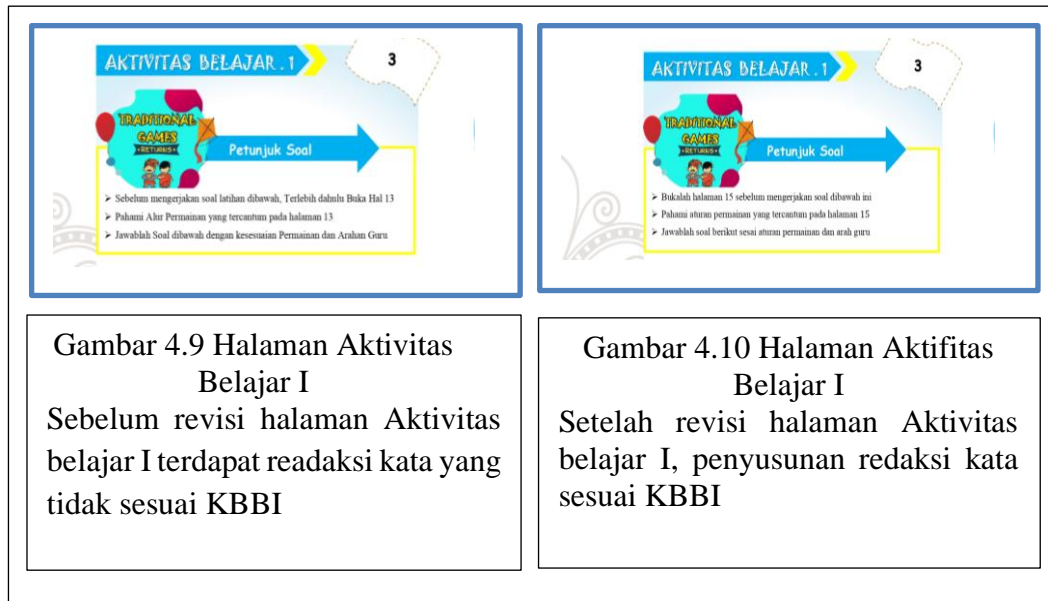 AKTIVITAS BELAJAR . 1
3
TRADITIONAL
GAMES
RETURNS
Petunjuk Soal
➢ Sebelum mengerjakan soal latihan dibawah, Terlebih dahulu Buka Hal 13
➢ Pahami Alur Permainan yang tercantum pada halaman 13
➢ Jawablah Soal dibawah dengan kesesuaian Permainan dan Arahan Guru
AKTIVITAS BELAJAR . 1
3
TRADITIONAL
GAMES
RETURNS
Petunjuk Soal
➢ Bukalah halaman 15 sebelum mengerjakan soal dibawah ini
➢ Pahami aturan permainan yang tercantum pada halaman 15
➢ Jawablah soal berikut sesai aturan permainan dan arah guru
Gambar 4.9 Halaman Aktivitas
Belajar I
Sebelum revisi halaman Aktivitas
belajar I terdapat readaksi kata yang
tidak sesuai KBBI
Gambar 4.10 Halaman Aktifitas
Belajar I
Setelah revisi halaman Aktivitas
belajar I, penyusunan redaksi kata
sesuai KBBI